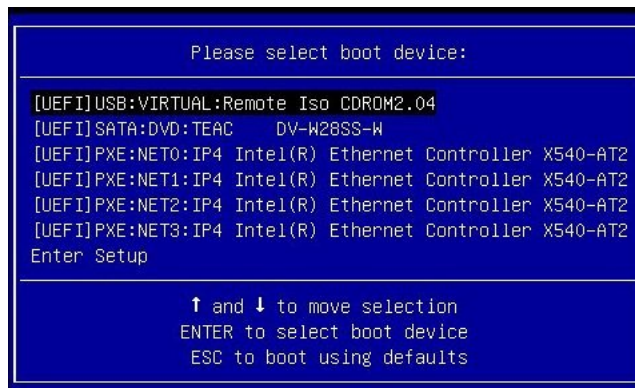 Please select boot device:
[UEFI]USB:VIRTUAL:Remote Iso CDROM2.04
[UEFI]SATA:DVD:TEAC    DV-W28SS-W
[UEFI]PXE:NET0:IP4 Intel(R) Ethernet Controller X540-AT2
[UEFI]PXE:NET1:IP4 Intel(R) Ethernet Controller X540-AT2
[UEFI]PXE:NET2:IP4 Intel(R) Ethernet Controller X540-AT2
[UEFI]PXE:NET3:IP4 Intel(R) Ethernet Controller X540-AT2
Enter Setup
↑ and ↓ to move selection
ENTER to select boot device
ESC to boot using defaults